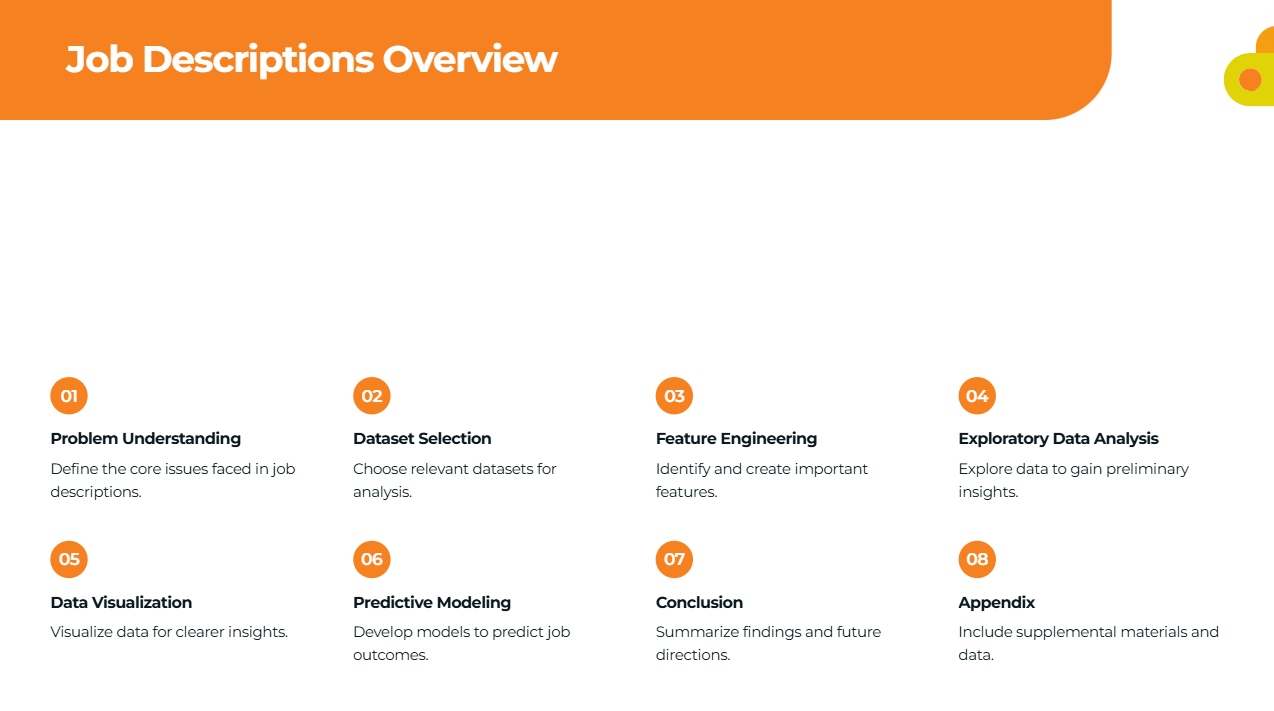 Job Descriptions Overview
01
Problem Understanding
Define the core issues faced in job
descriptions.
02
Dataset Selection
Choose relevant datasets for
analysis.
03
Feature Engineering
Identify and create important
features.
04
Exploratory Data Analysis
Explore data to gain preliminary
insights.
05
Data Visualization
Visualize data for clearer insights.
06
Predictive Modeling
Develop models to predict job
outcomes.
07
Conclusion
Summarize findings and future
directions.
08
Appendix
Include supplemental materials and
data.